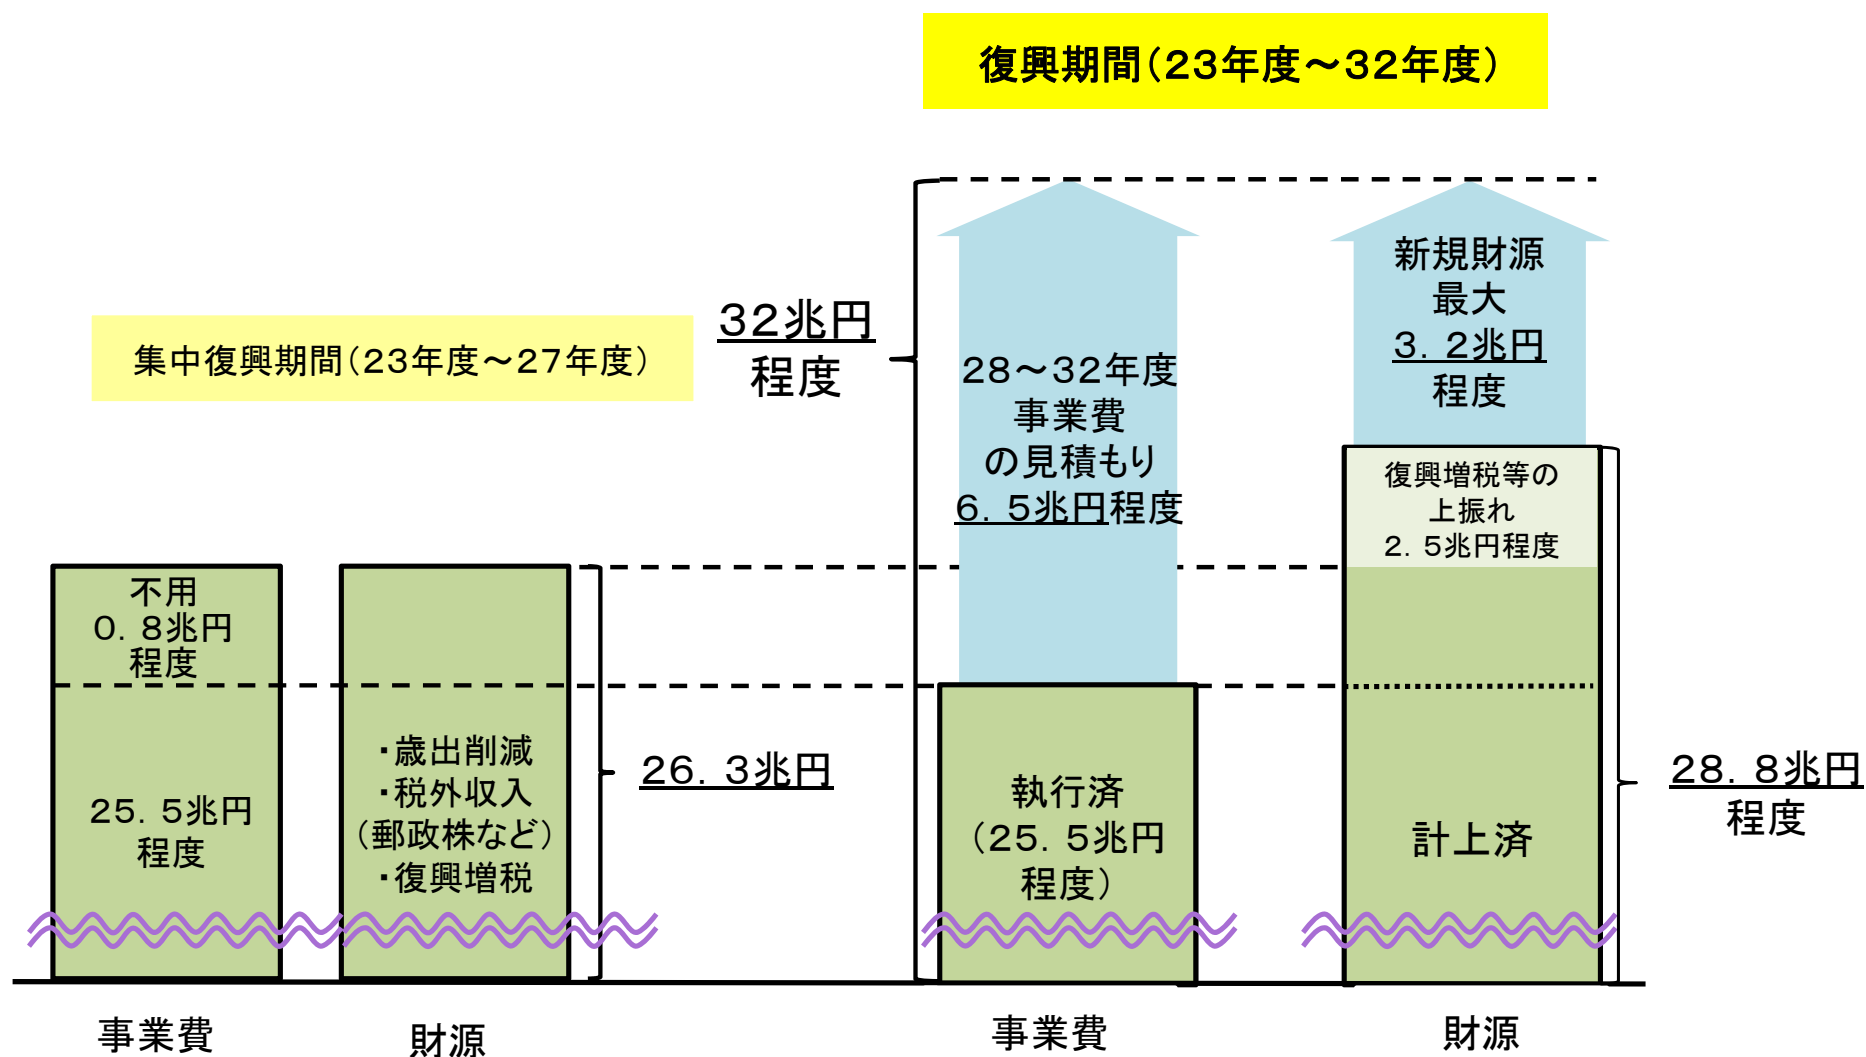 復興期間（23年度～32年度）
集中復興期間（23年度～27年度）
32兆円
程度
28～32年度
事業費
の見積もり
6．5兆円程度
新規財源
最大
3．2兆円
程度
復興増税等の
上振れ
2．5兆円程度
不用
0．8兆円
程度
25．5兆円
程度
・歳出削減
・税外収入
（郵政株など）
・復興増税
26．3兆円
執行済
（25．5兆円
程度）
計上済
28．8兆円
程度
事業費
財源
事業費
財源